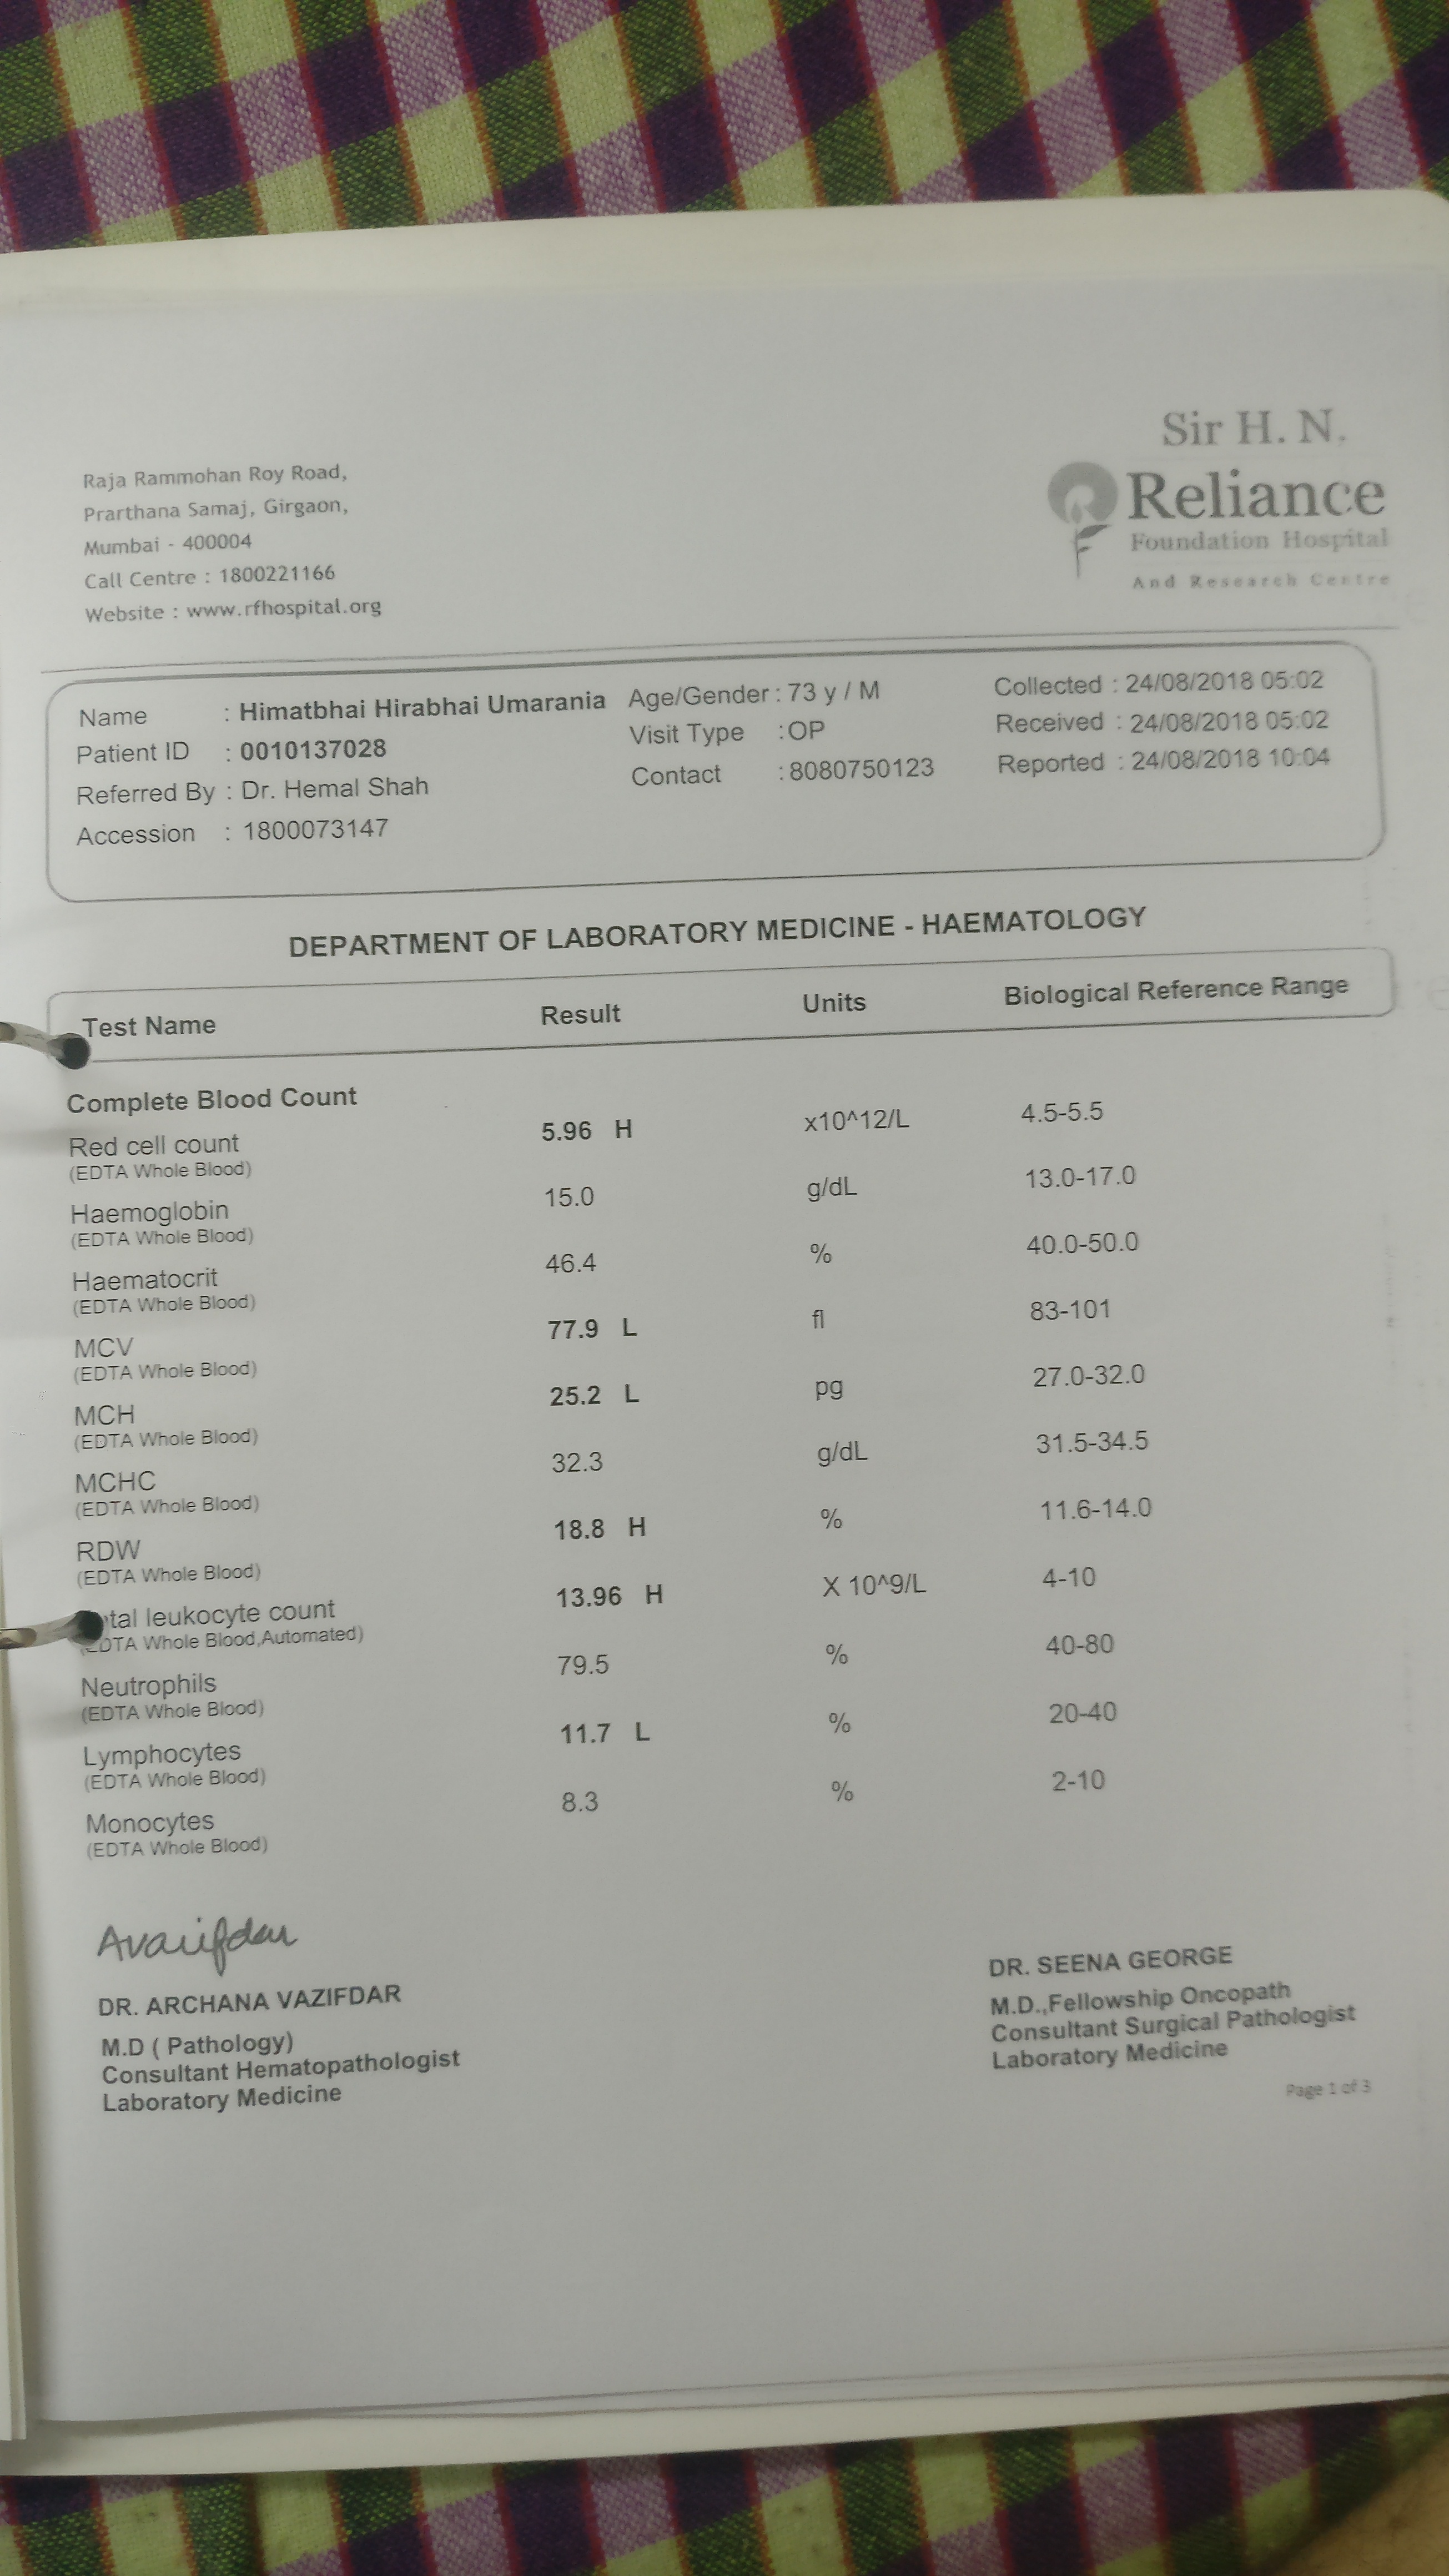 Raja Rammohan Roy Road,
Prarthana Samaj, Girgaon,
Mumbai - 400004
Call Centre : 1800221166
Website : www.rfhospital.org
Sir H. N.
Reliance
Foundation Hospital
And Research Centre
Name : Himatbhai Hirabhai Umarania Age/Gender : 73 y / M Collected : 24/08/2018 05:02
Patient ID : 0010137028 Visit Type : OP Received : 24/08/2018 05:02
Referred By : Dr. Hemal Shah Contact : 8080750123 Reported : 24/08/2018 10:04
Accession : 1800073147
DEPARTMENT OF LABORATORY MEDICINE - HAEMATOLOGY
Test Name Result Units Biological Reference Range
Complete Blood Count
Red cell count 5.96 H x10^12/L 4.5-5.5
(EDTA Whole Blood)
Haemoglobin 15.0 g/dL 13.0-17.0
(EDTA Whole Blood)
Haematocrit 46.4 % 40.0-50.0
(EDTA Whole Blood)
MCV 77.9 L fl 83-101
(EDTA Whole Blood)
MCH 25.2 L pg 27.0-32.0
(EDTA Whole Blood)
MCHC 32.3 g/dL 31.5-34.5
(EDTA Whole Blood)
RDW 18.8 H % 11.6-14.0
(EDTA Whole Blood)
tal leukocyte count 13.96 H X 10^9/L 4-10
(EDTA Whole Blood,Automated)
Neutrophils 79.5 % 40-80
(EDTA Whole Blood)
Lymphocytes 11.7 L % 20-40
(EDTA Whole Blood)
Monocytes 8.3 % 2-10
(EDTA Whole Blood)
DR. ARCHANA VAZIFDAR
M.D ( Pathology)
Consultant Hematopathologist
Laboratory Medicine
DR. SEENA GEORGE
M.D.,Fellowship Oncopath
Consultant Surgical Pathologist
Laboratory Medicine
Page 1 of 3